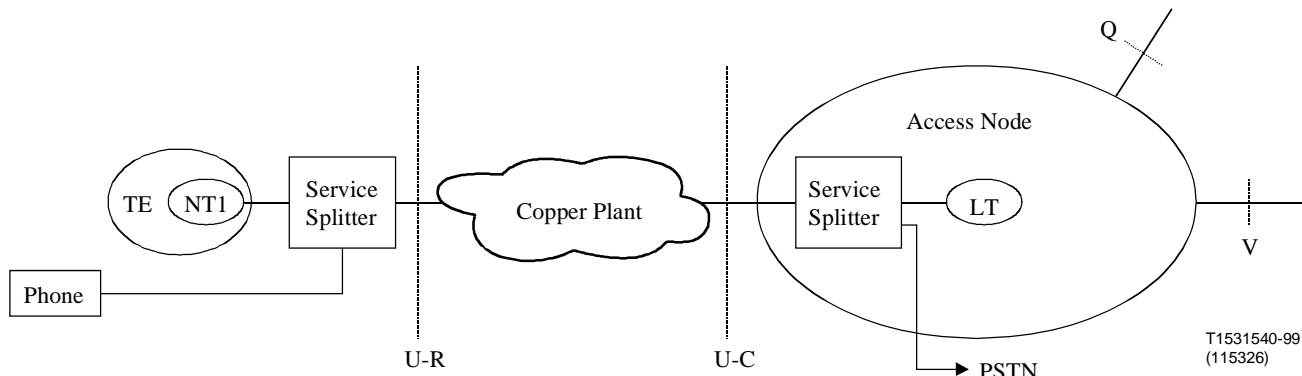 Q
Access Node
TE
NT1
Service
Splitter
Copper Plant
Service
Splitter
LT
V
Phone
U-R
U-C
PSTN
T1531540-99
(115326)